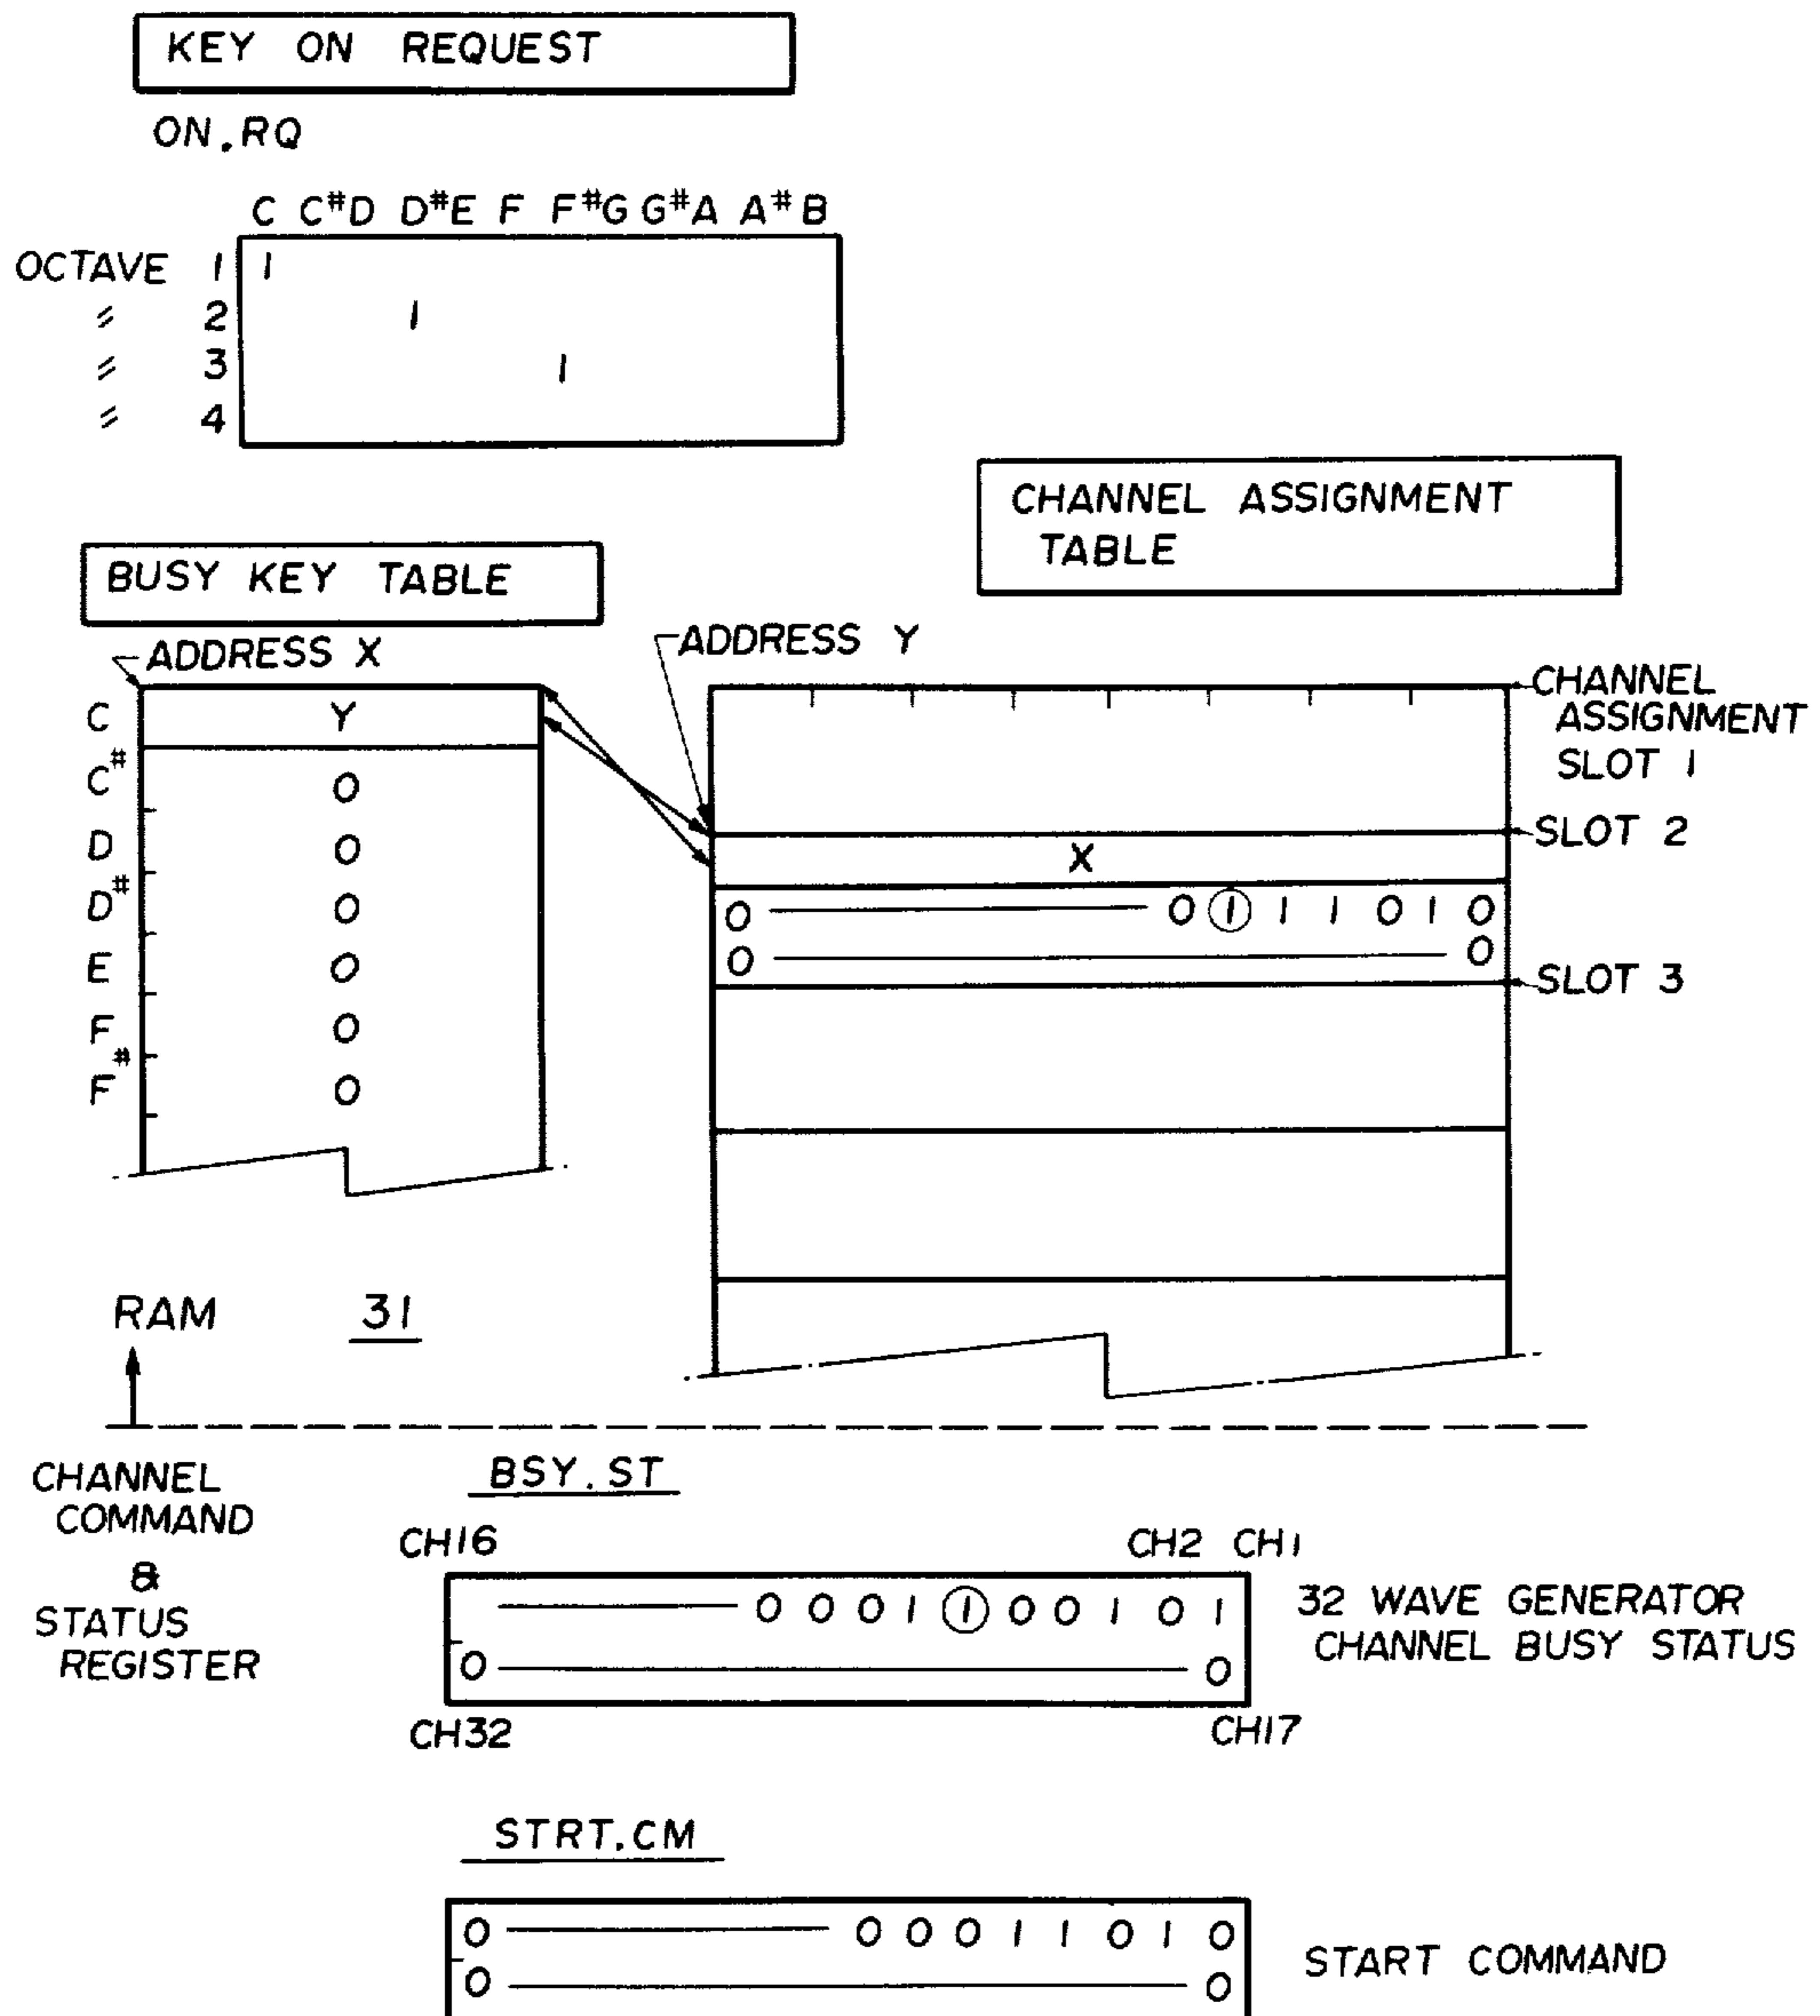 KEY ON REQUEST
ON.RQ
C C# D D# E F F# G G# A A# B
OCTAVE 1 1
〃 2 1
〃 3 1
〃 4
CHANNEL ASSIGNMENT
TABLE
BUSY KEY TABLE
ADDRESS X
ADDRESS Y
C Y
C# 0
D 0
D# 0
E 0
F 0
F# 0
CHANNEL
ASSIGNMENT
SLOT 1
SLOT 2
X
0 0 1 1 1 0 1 0
0 0
SLOT 3
RAM 31
CHANNEL
COMMAND
&
STATUS
REGISTER
BSY.ST
CH16 CH2 CH1
0 0 0 1 1 0 0 1 0 1
0 0
CH32 CH17
32 WAVE GENERATOR
CHANNEL BUSY STATUS
STRT.CM
0 0 0 0 1 1 0 1 0
0 0
START COMMAND